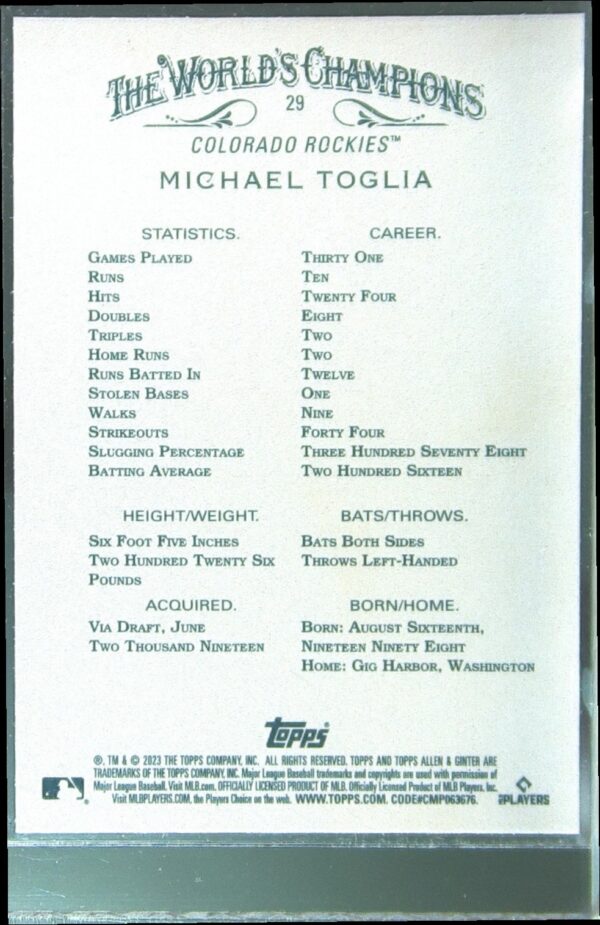 THE WORLD'S CHAMPIONS
29
COLORADO ROCKIES™
MICHAEL TOGLIA
STATISTICS. CAREER.
GAMES PLAYED THIRTY ONE
RUNS TEN
HITS TWENTY FOUR
DOUBLES EIGHT
TRIPLES TWO
HOME RUNS TWO
RUNS BATTED IN TWELVE
STOLEN BASES ONE
WALKS NINE
STRIKEOUTS FORTY FOUR
SLUGGING PERCENTAGE THREE HUNDRED SEVENTY EIGHT
BATTING AVERAGE TWO HUNDRED SIXTEEN
HEIGHT/WEIGHT. BATS/THROWS.
SIX FOOT FIVE INCHES BATS BOTH SIDES
TWO HUNDRED TWENTY SIX THROWS LEFT-HANDED
POUNDS
ACQUIRED. BORN/HOME.
VIA DRAFT, JUNE BORN: AUGUST SIXTEENTH,
TWO THOUSAND NINETEEN NINETEEN NINETY EIGHT
HOME: GIG HARBOR, WASHINGTON
Topps
®, TM & © 2023 THE TOPPS COMPANY, INC. ALL RIGHTS RESERVED. TOPPS AND TOPPS ALLEN & GINTER ARE
TRADEMARKS OF THE TOPPS COMPANY, INC. Major League Baseball trademarks and copyrights are used with permission of
Major League Baseball. Visit MLB.com. OFFICIALLY LICENSED PRODUCT OF MLB. Officially Licensed Product of MLB Players, Inc.
Visit MLBPLAYERS.COM, the Players Choice on the web. WWW.TOPPS.COM. CODE#CMP063676.
PLAYERS